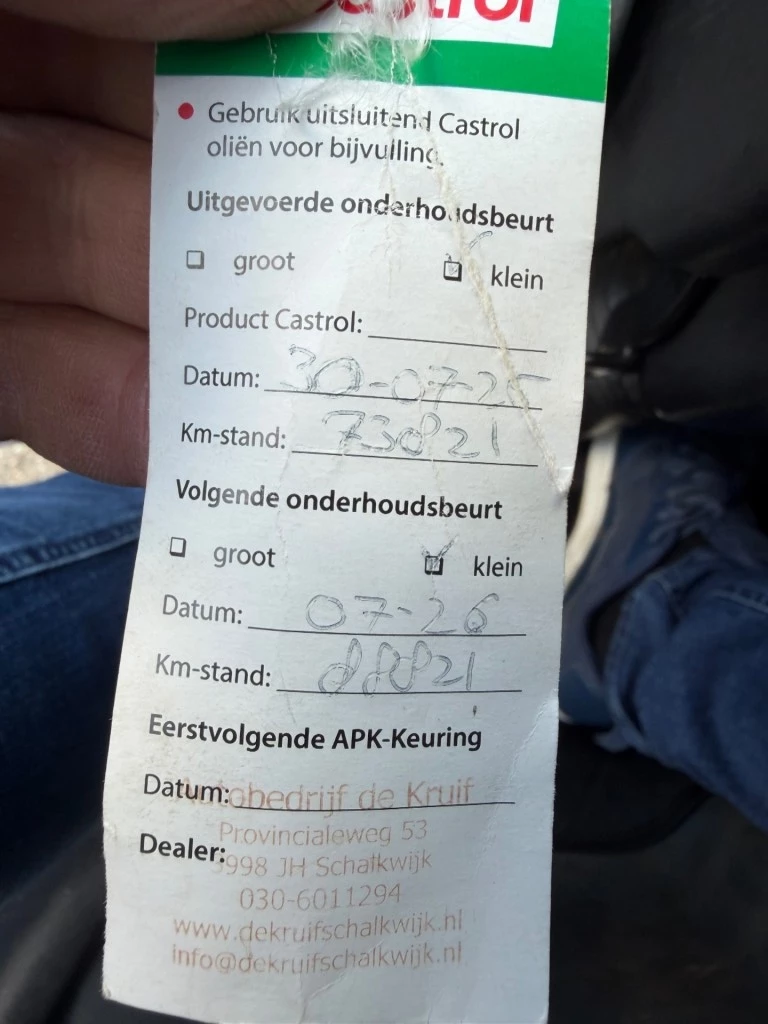 Castrol
Gebruik uitsluitend Castrol
oliën voor bijvulling.
Uitgevoerde onderhoudsbeurt
groot klein
Product Castrol:
Datum: 30-07-25
Km-stand: 73821
Volgende onderhoudsbeurt
groot klein
Datum: 07-26
Km-stand: 88821
Eerstvolgende APK-Keuring
Datum:
Autobedrijf de Kruif
Provincialeweg 53
Dealer:
3998 JH Schalkwijk
030-6011294
www.dekruifschalkwijk.nl
info@dekruifschalkwijk.nl